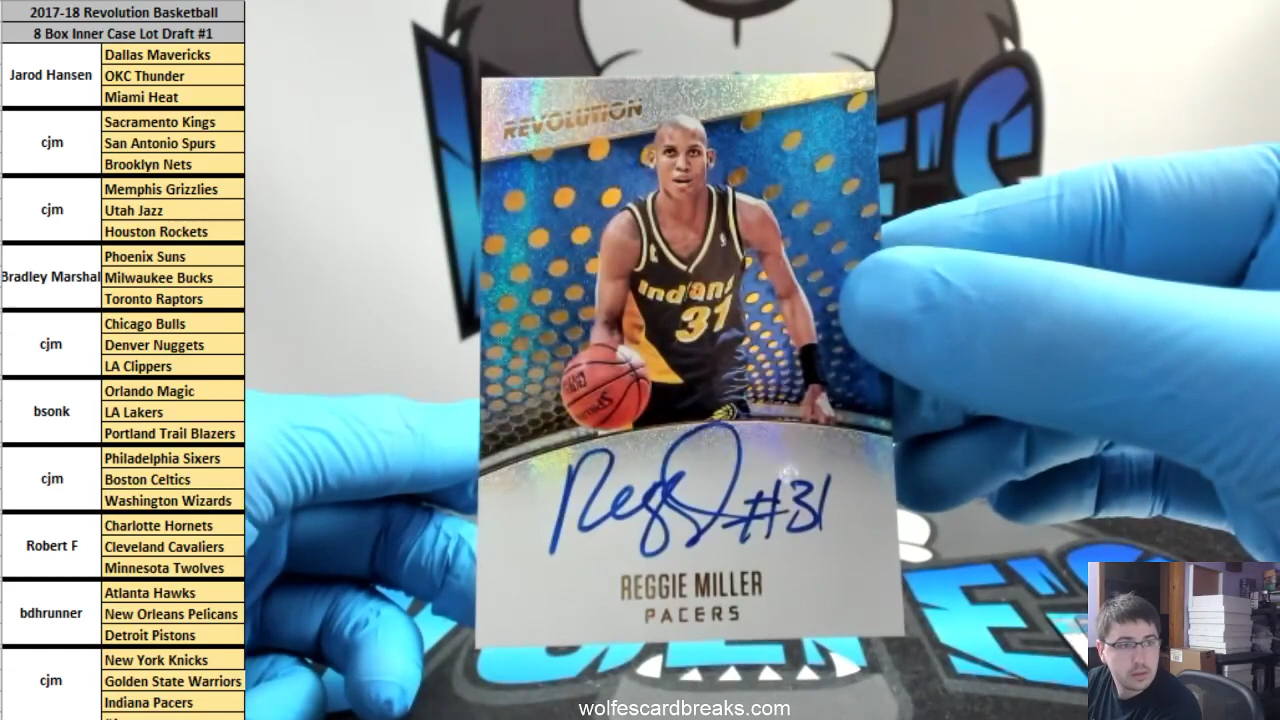 2017-18 Revolution Basketball
8 Box Inner Case Lot Draft #1
Jarod Hansen
Dallas Mavericks
OKC Thunder
Miami Heat
cjm
Sacramento Kings
San Antonio Spurs
Brooklyn Nets
cjm
Memphis Grizzlies
Utah Jazz
Houston Rockets
Bradley Marshal
Phoenix Suns
Milwaukee Bucks
Toronto Raptors
cjm
Chicago Bulls
Denver Nuggets
LA Clippers
bsonk
Orlando Magic
LA Lakers
Portland Trail Blazers
cjm
Philadelphia Sixers
Boston Celtics
Washington Wizards
Robert F
Charlotte Hornets
Cleveland Cavaliers
Minnesota Twolves
bdhrunner
Atlanta Hawks
New Orleans Pelicans
Detroit Pistons
cjm
New York Knicks
Golden State Warriors
Indiana Pacers
REVOLUTION
Indiana
31
#31
REGGIE MILLER
PACERS
wolfescardbreaks.com